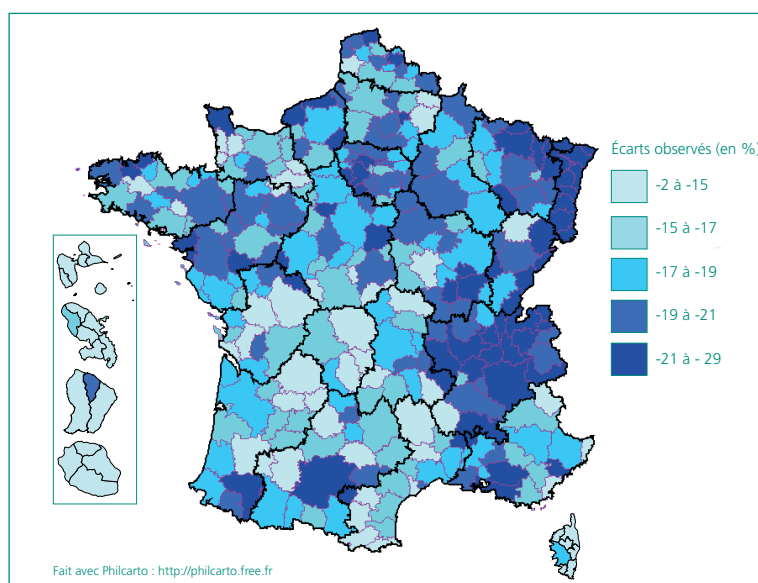 Écarts observés (en %)
-2 à -15
-15 à -17
-17 à -19
-19 à -21
-21 à - 29
Fait avec Philcarto : http://philcarto.free.fr